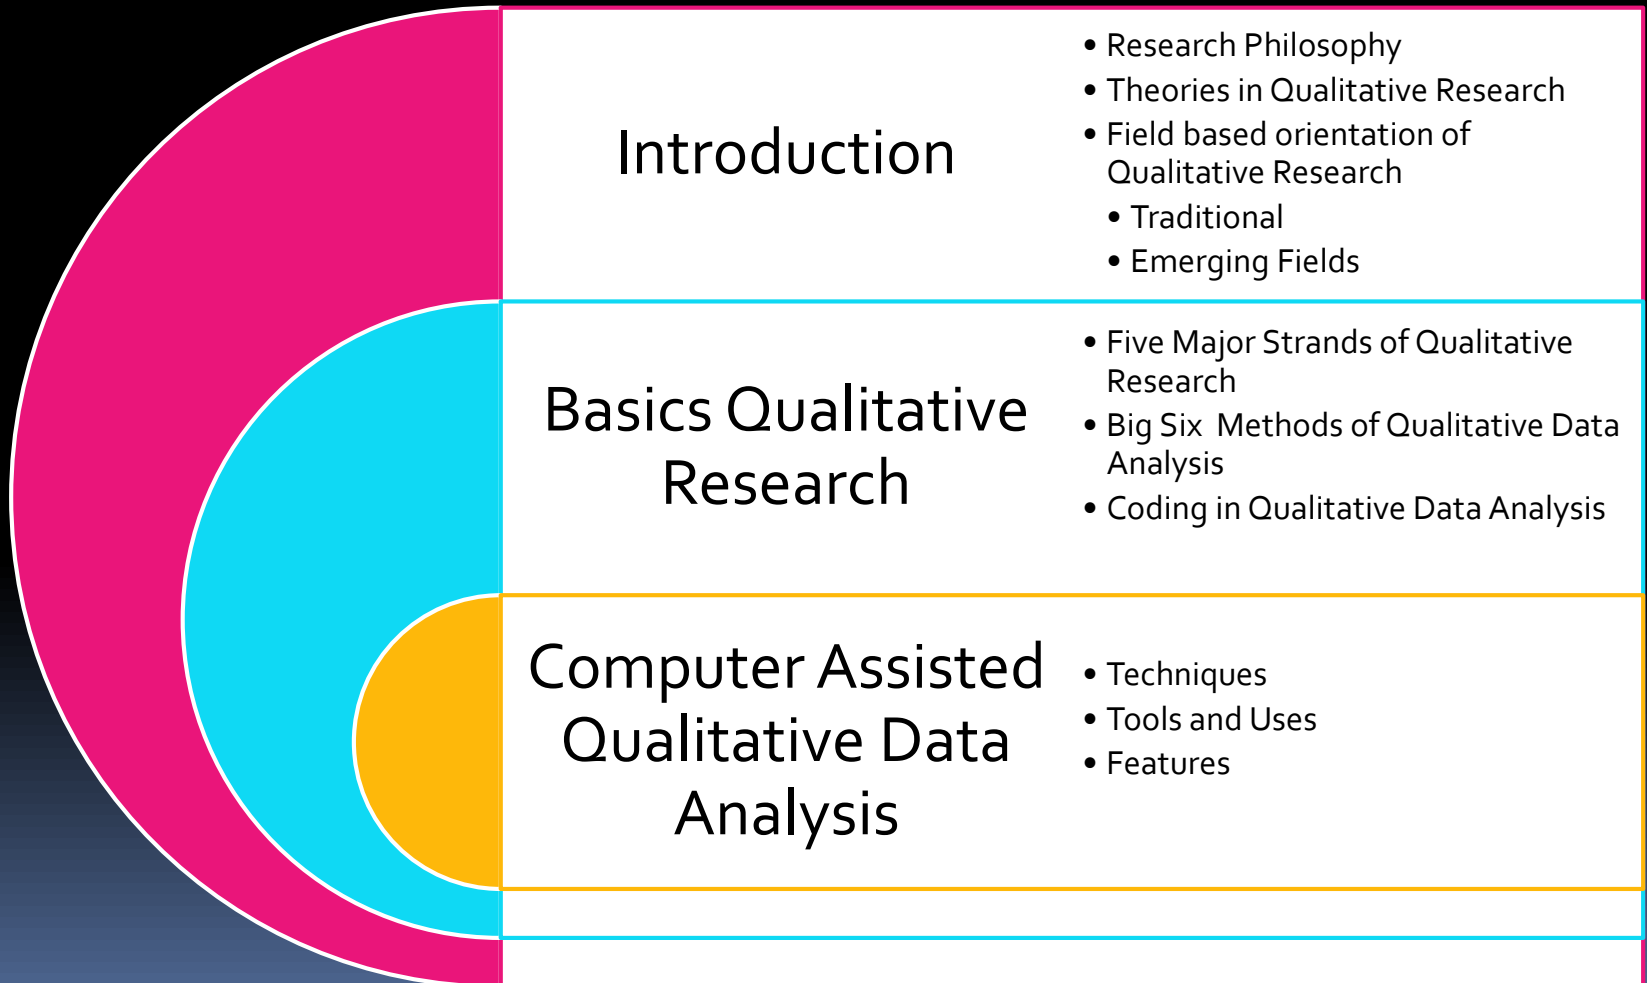 Introduction
• Research Philosophy
• Theories in Qualitative Research
• Field based orientation of
Qualitative Research
• Traditional
• Emerging Fields
Basics Qualitative
Research
• Five Major Strands of Qualitative
Research
• Big Six  Methods of Qualitative Data
Analysis
• Coding in Qualitative Data Analysis
Computer Assisted
Qualitative Data
Analysis
• Techniques
• Tools and Uses
• Features